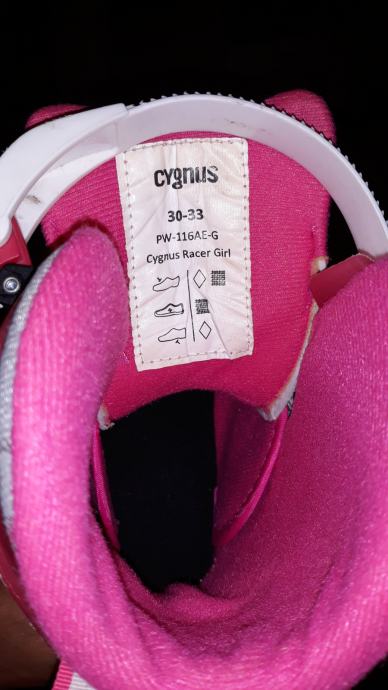 cygnus
30-33
PW-116AE-G
Cygnus Racer Girl